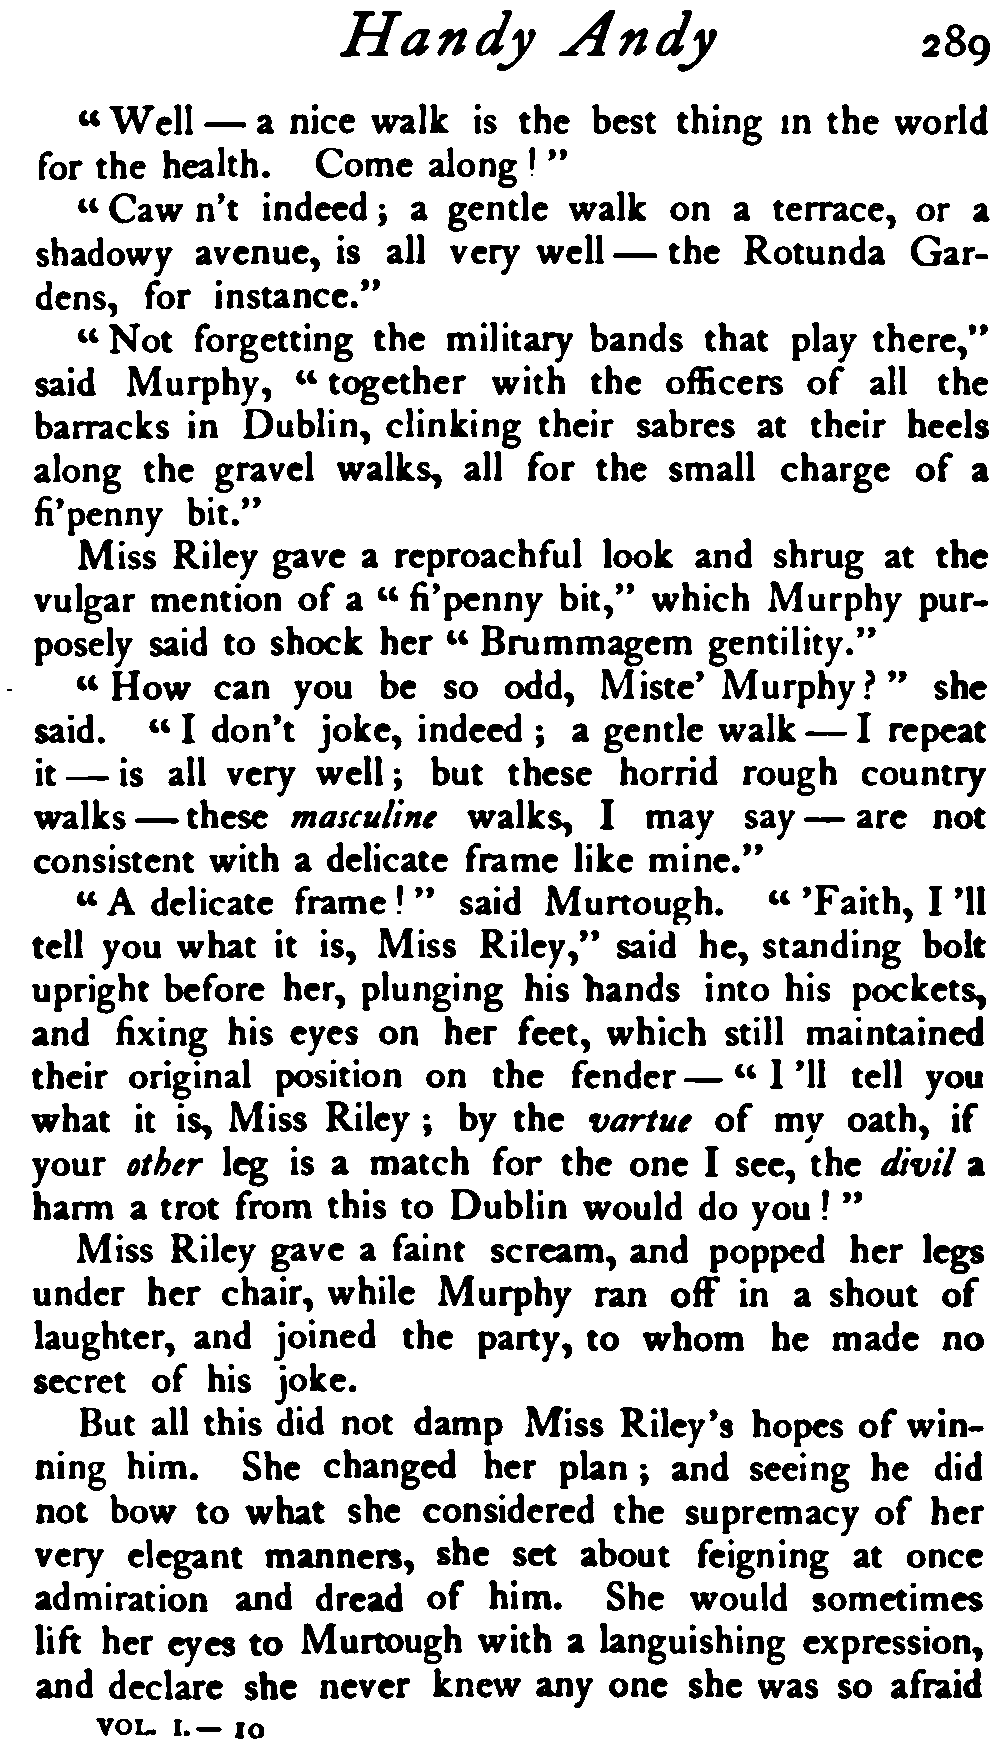 Handy Andy 289
“Well — a nice walk is the best thing in the world
for the health. Come along!”
“Caw n't indeed; a gentle walk on a terrace, or a
shadowy avenue, is all very well — the Rotunda Gar-
dens, for instance.”
“Not forgetting the military bands that play there,”
said Murphy, “together with the officers of all the
barracks in Dublin, clinking their sabres at their heels
along the gravel walks, all for the small charge of a
fi'penny bit.”
Miss Riley gave a reproachful look and shrug at the
vulgar mention of a “fi'penny bit,” which Murphy pur-
posely said to shock her “Brummagem gentility.”
“How can you be so odd, Miste' Murphy?” she
said. “I don't joke, indeed; a gentle walk — I repeat
it — is all very well; but these horrid rough country
walks — these masculine walks, I may say — are not
consistent with a delicate frame like mine.”
“A delicate frame!” said Murtough. “'Faith, I 'll
tell you what it is, Miss Riley,” said he, standing bolt
upright before her, plunging his hands into his pockets,
and fixing his eyes on her feet, which still maintained
their original position on the fender — “I 'll tell you
what it is, Miss Riley; by the vartue of my oath, if
your other leg is a match for the one I see, the divil a
harm a trot from this to Dublin would do you!”
Miss Riley gave a faint scream, and popped her legs
under her chair, while Murphy ran off in a shout of
laughter, and joined the party, to whom he made no
secret of his joke.
But all this did not damp Miss Riley's hopes of win-
ning him. She changed her plan; and seeing he did
not bow to what she considered the supremacy of her
very elegant manners, she set about feigning at once
admiration and dread of him. She would sometimes
lift her eyes to Murtough with a languishing expression,
and declare she never knew any one she was so afraid
VOL. I. — 10